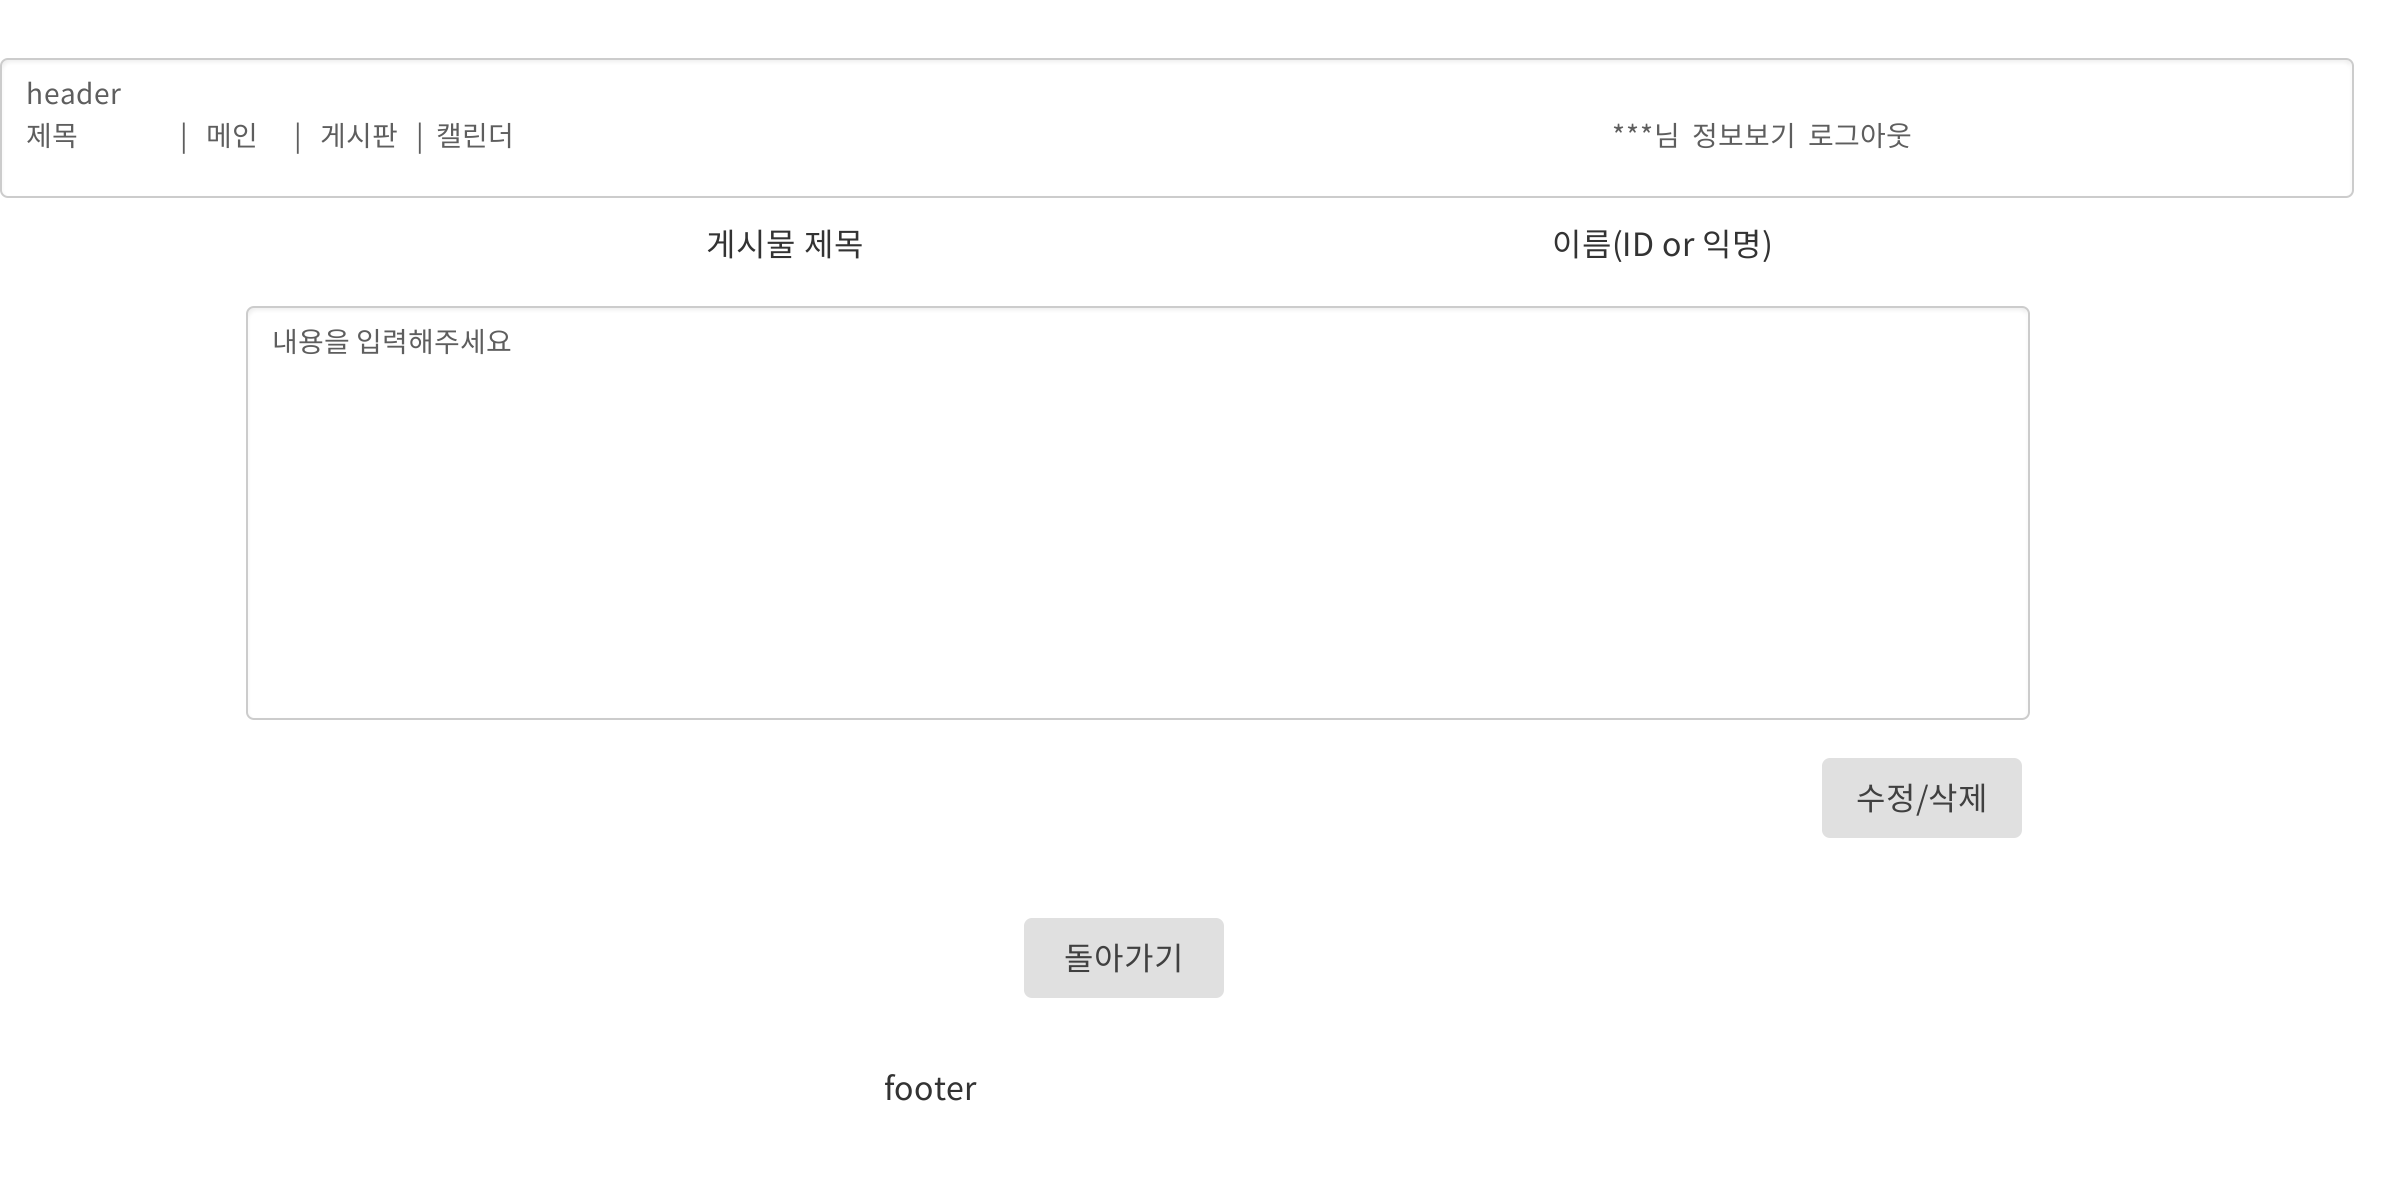 header
제목 | 메인 | 게시판 | 캘린더 ***님 정보보기 로그아웃
게시물 제목 이름(ID or 익명)
내용을 입력해주세요
수정/삭제
돌아가기
footer